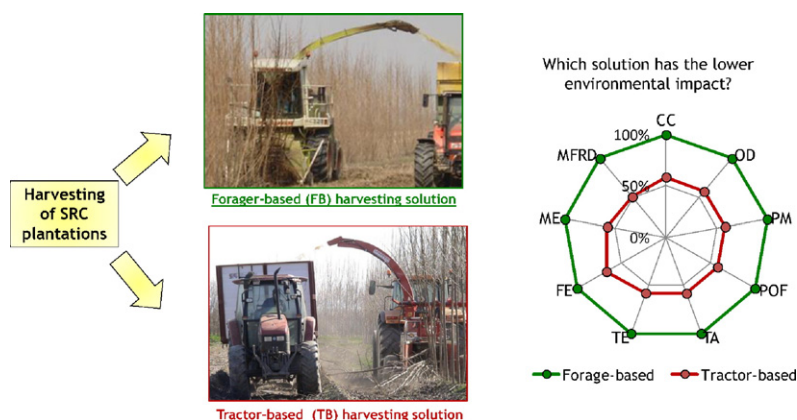 Harvesting
of SRC
plantations
Forager-based (FB) harvesting solution
Tractor-based (TB) harvesting solution
Which solution has the lower
environmental impact?
CC
100%
OD
MFRD
50%
ME
PM
0%
FE
POF
TE
TA
Forage-based
Tractor-based